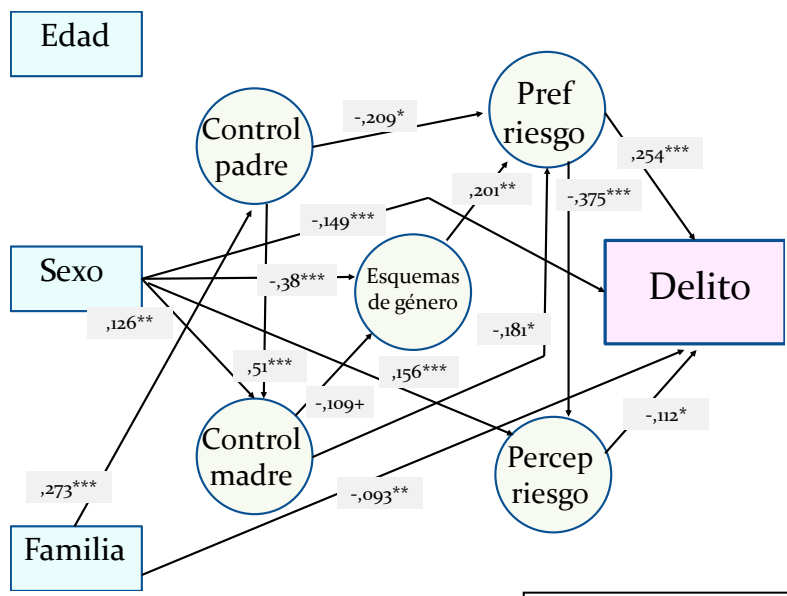 Edad
Control
padre
-,209*
Pref
riesgo
,254***
,201**
-,375***
-,149***
Sexo
-,38***
Esquemas
de género
Delito
,126**
-,181*
,51***
,156***
-,109+
Control
madre
-,112*
Percep
riesgo
,273***
-,093**
Familia